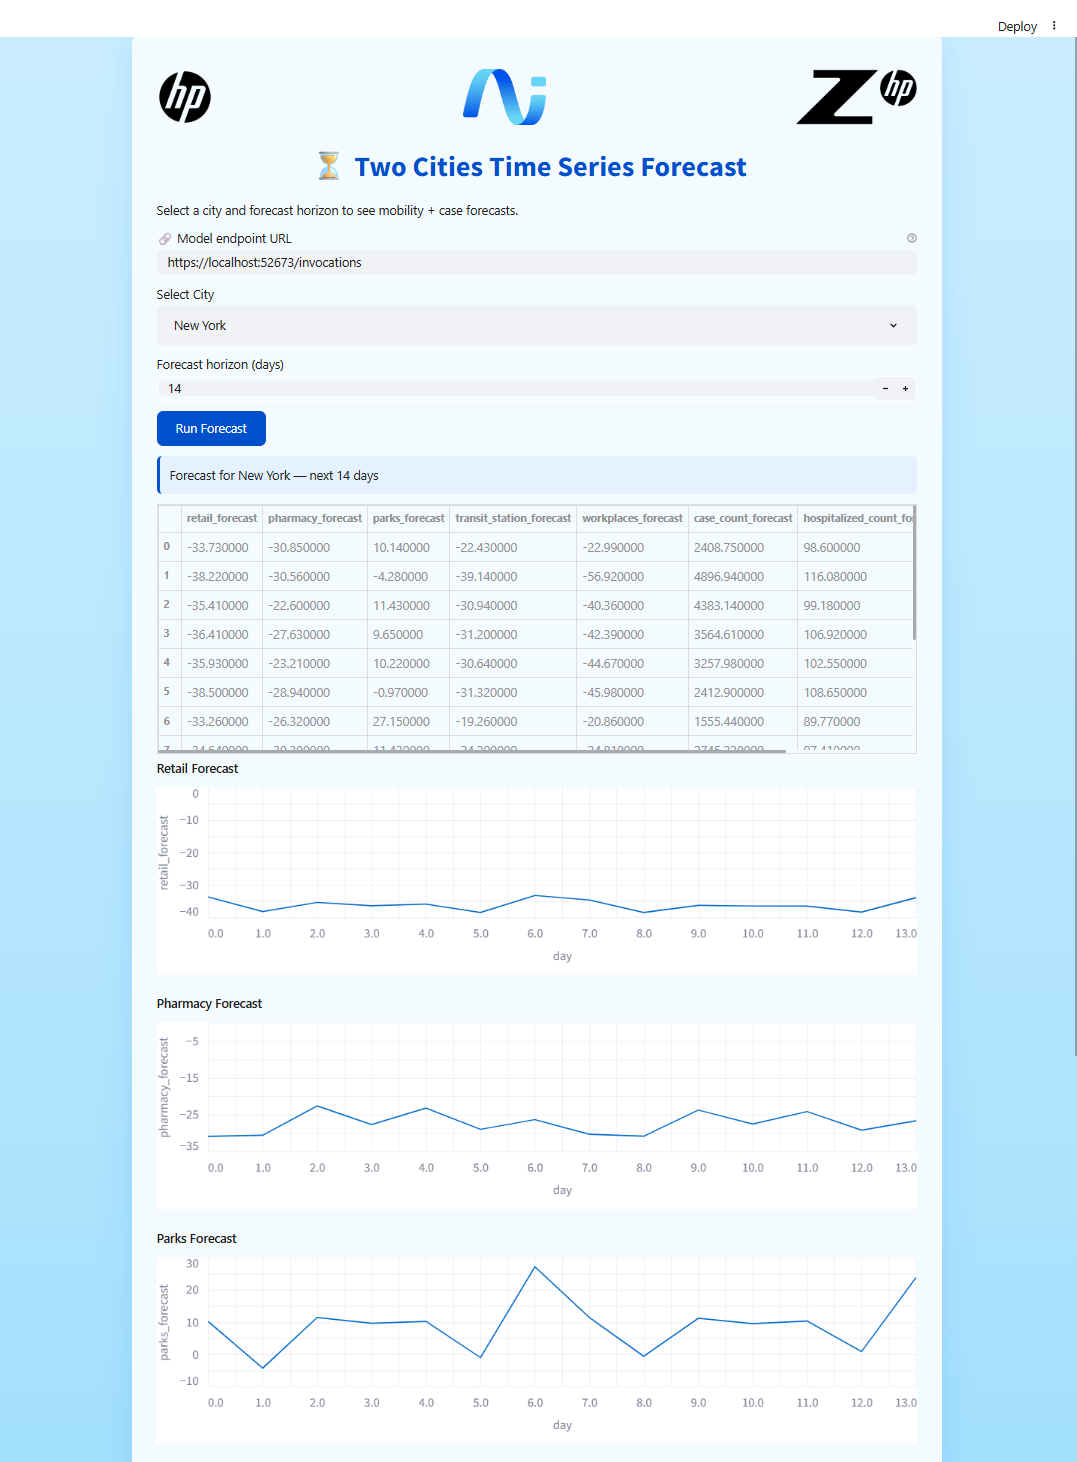 Deploy
hp
Z hp
Two Cities Time Series Forecast
Select a city and forecast horizon to see mobility + case forecasts.
Model endpoint URL
https://localhost:52673/invocations
Select City
New York
Forecast horizon (days)
14
- +
Run Forecast
Forecast for New York — next 14 days
retail_forecast pharmacy_forecast parks_forecast transit_station_forecast workplaces_forecast case_count_forecast hospitalized_count_for
0 -33.730000 -30.850000 10.140000 -22.430000 -22.990000 2408.750000 98.600000
1 -38.220000 -30.560000 -4.280000 -39.140000 -56.920000 4896.940000 116.080000
2 -35.410000 -22.600000 11.430000 -30.940000 -40.360000 4383.140000 99.180000
3 -36.410000 -27.630000 9.650000 -31.200000 -42.390000 3564.610000 106.920000
4 -35.930000 -23.210000 10.220000 -30.640000 -44.670000 3257.980000 102.550000
5 -38.500000 -28.940000 -0.970000 -31.320000 -45.980000 2412.900000 108.650000
6 -33.260000 -26.320000 27.150000 -19.260000 -20.860000 1555.440000 89.770000
Retail Forecast
retail_forecast
0
−10
−20
−30
−40
0.0 1.0 2.0 3.0 4.0 5.0 6.0 7.0 8.0 9.0 10.0 11.0 12.0 13.0
day
Pharmacy Forecast
pharmacy_forecast
−5
−15
−25
−35
0.0 1.0 2.0 3.0 4.0 5.0 6.0 7.0 8.0 9.0 10.0 11.0 12.0 13.0
day
Parks Forecast
parks_forecast
30
20
10
0
−10
0.0 1.0 2.0 3.0 4.0 5.0 6.0 7.0 8.0 9.0 10.0 11.0 12.0 13.0
day